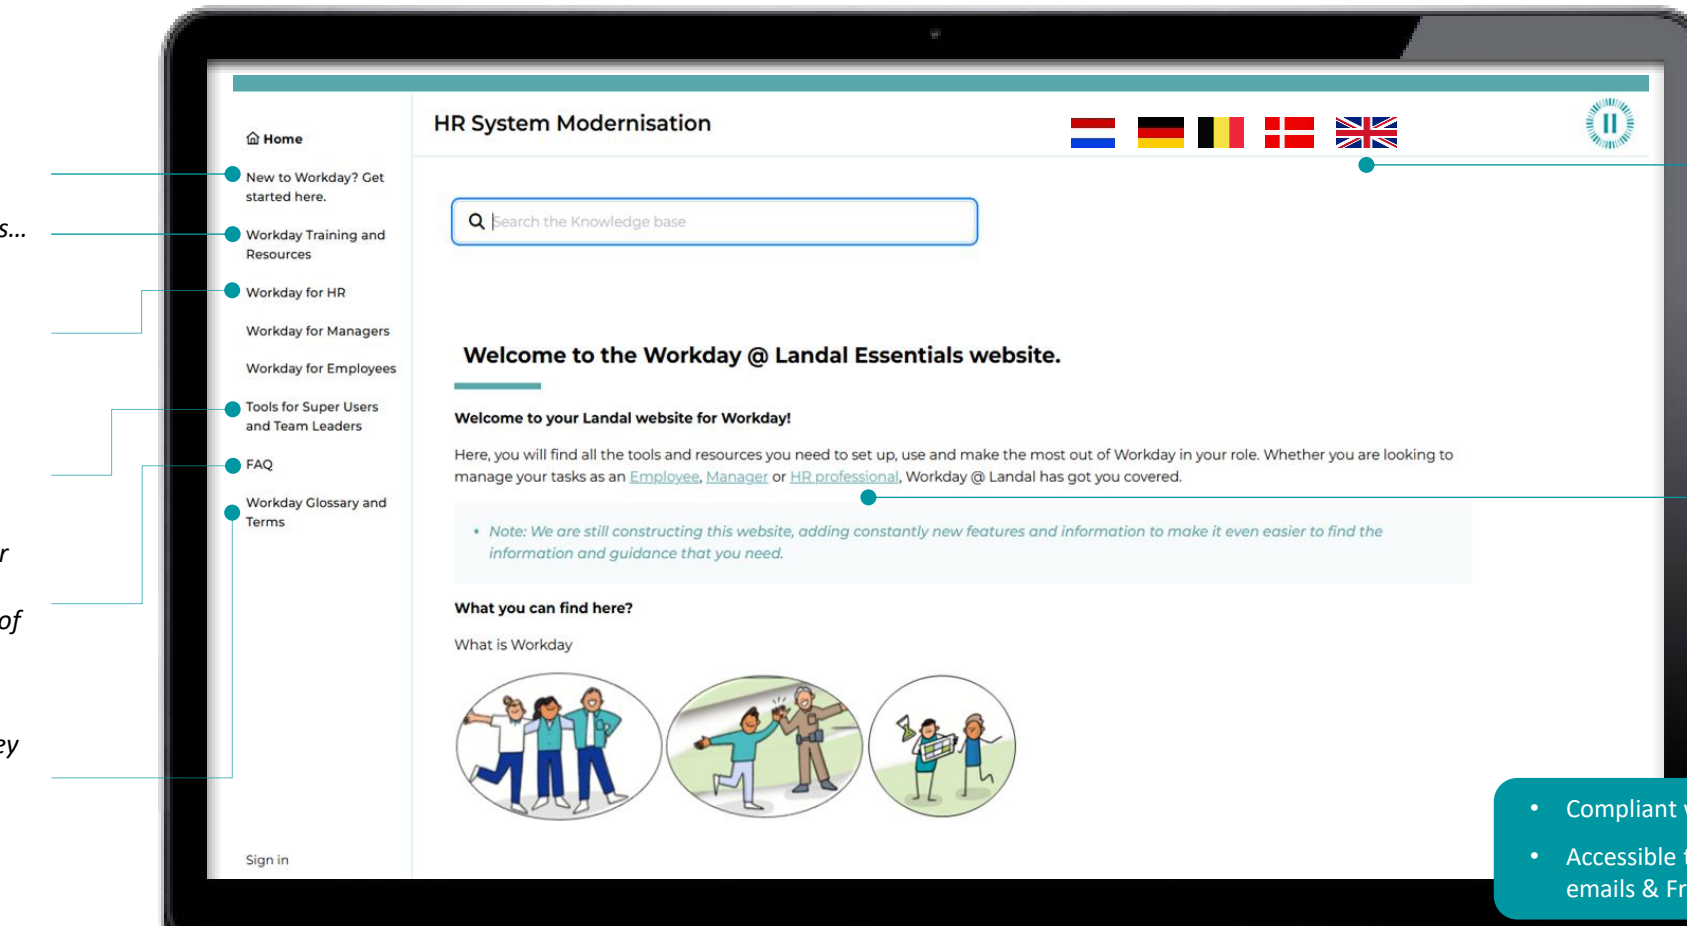 HR System Modernisation
Home
New to Workday? Get
started here.
s...
Workday Training and
Resources
Workday for HR
Workday for Managers
Workday for Employees
Tools for Super Users
and Team Leaders
FAQ
Workday Glossary and
Terms
r
of
ey
Sign in
Search the Knowledge base
Welcome to the Workday @ Landal Essentials website.
Welcome to your Landal website for Workday!
Here, you will find all the tools and resources you need to set up, use and make the most out of Workday in your role. Whether you are looking to
manage your tasks as an Employee, Manager or HR professional, Workday @ Landal has got you covered.
• Note: We are still constructing this website, adding constantly new features and information to make it even easier to find the
information and guidance that you need.
What you can find here?
What is Workday
• Compliant
• Accessible t
emails & Fr